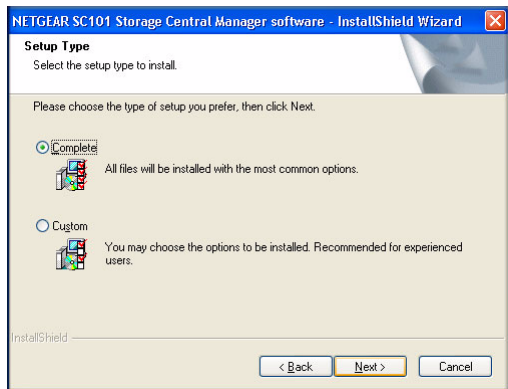 NETGEAR SC101 Storage Central Manager software - InstallShield Wizard
Setup Type
Select the setup type to install.
Please choose the type of setup you prefer, then click Next.
Complete
All files will be installed with the most common options.
Custom
You may choose the options to be installed. Recommended for experienced
users.
InstallShield
< Back
Next >
Cancel